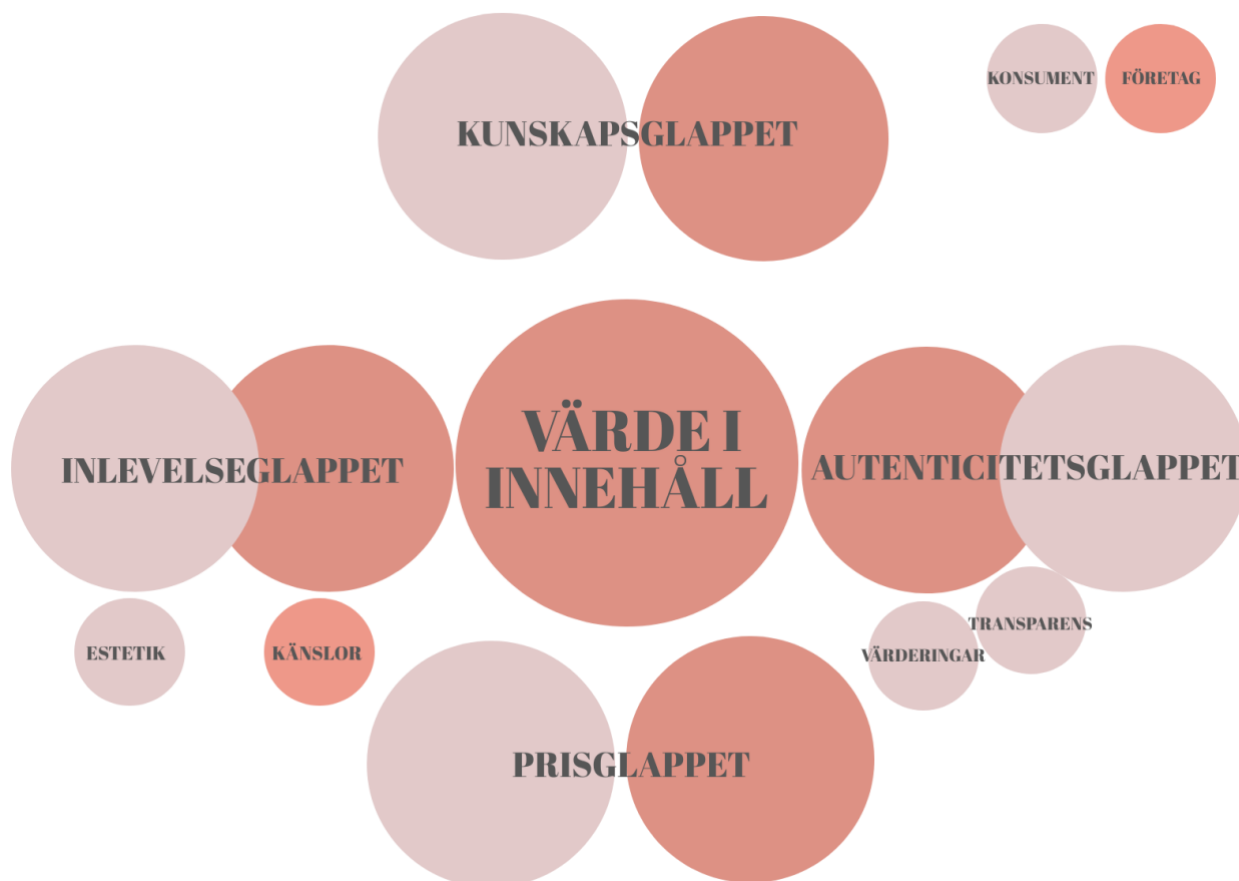 KONSUMENT
FÖRETAG
KUNSKAPSGLAPPET
VÄRDE I
INNEHÅLL
INLEVELSEGLAPPET
AUTENTICITETSGLAPPET
ESTETIK
KÄNSLOR
TRANSPARENS
VÄRDERINGAR
PRISGLAPPET